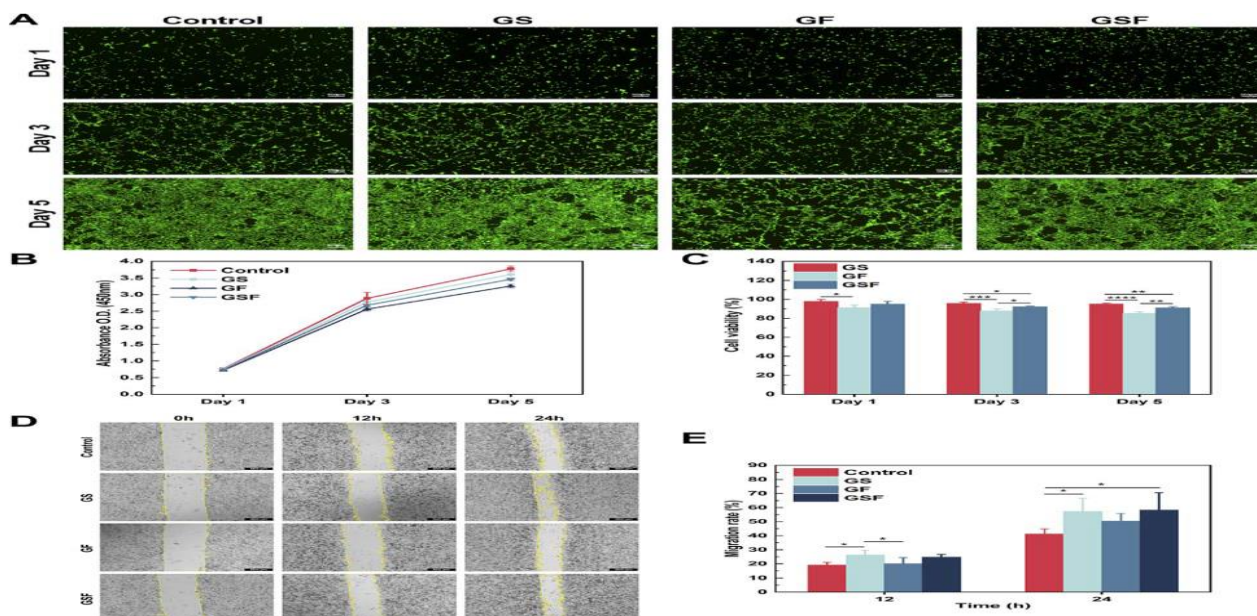 A
Control GS GF GSF
Day 1
Day 3
Day 5
B
Absorbance O.D. (450nm)
4.0
3.5
3.0
2.5
2.0
1.5
1.0
0.5
Control
GS
GF
GSF
Day 1 Day 3 Day 5
C
Cell viability (%)
140
120
100
80
60
40
20
0
GS
GF
GSF
*
*
***
*
**
****
**
Day 1 Day 3 Day 5
D
0h 12h 24h
Control
GS
GF
GSF
E
Migration rate (%)
90
80
70
60
50
40
30
20
10
0
Control
GS
GF
GSF
*
*
*
*
12 24
Time (h)